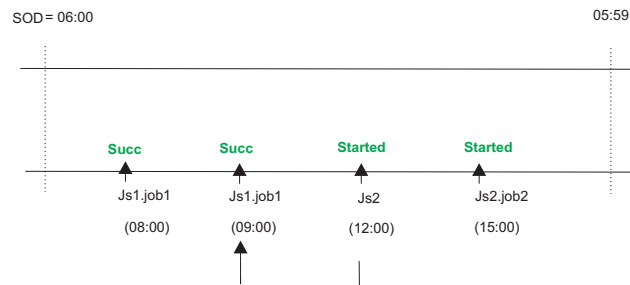 SOD = 06:00 05:59
Succ Succ Started Started
Js1.job1 Js1.job1 Js2 Js2.job2
(08:00) (09:00) (12:00) (15:00)